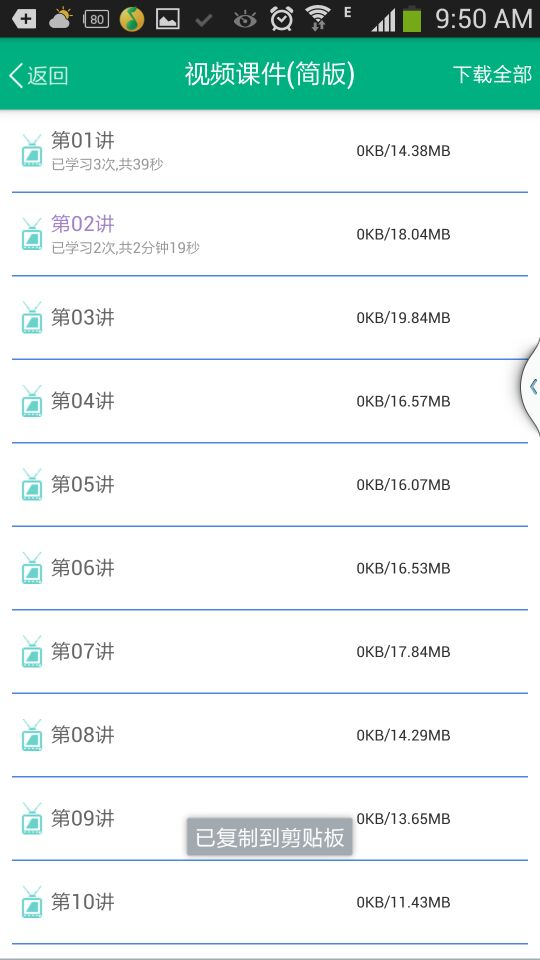 80 E 9:50 AM
返回 视频课件(简版) 下载全部
第01讲
已学习3次,共39秒
0KB/14.38MB
第02讲
已学习2次,共2分钟19秒
0KB/18.04MB
第03讲 0KB/19.84MB
第04讲 0KB/16.57MB
第05讲 0KB/16.07MB
第06讲 0KB/16.53MB
第07讲 0KB/17.84MB
第08讲 0KB/14.29MB
第09讲 0KB/13.65MB
已复制到剪贴板
第10讲 0KB/11.43MB